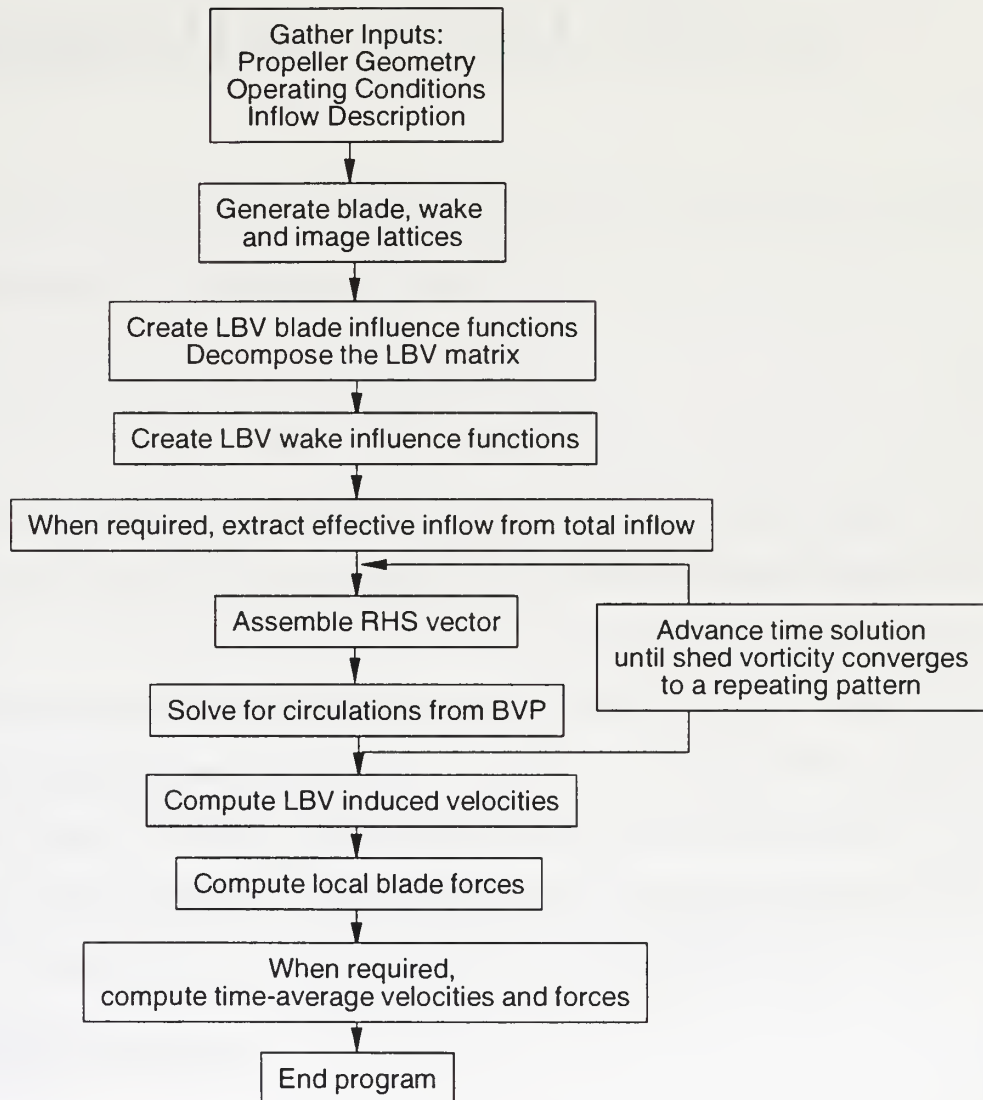 Gather Inputs:
Propeller Geometry
Operating Conditions
Inflow Description
Generate blade, wake
and image lattices
Create LBV blade influence functions
Decompose the LBV matrix
Create LBV wake influence functions
When required, extract effective inflow from total inflow
Assemble RHS vector
Advance time solution
until shed vorticity converges
to a repeating pattern
Solve for circulations from BVP
Compute LBV induced velocities
Compute local blade forces
When required,
compute time-average velocities and forces
End program